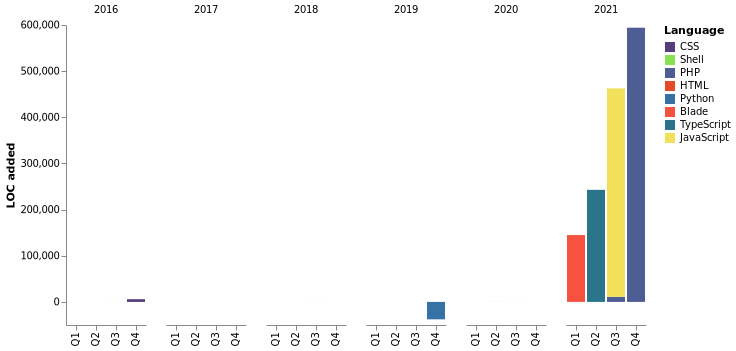 2016 2017 2018 2019 2020 2021
600,000
500,000
400,000
300,000
200,000
100,000
0
LOC added
Q1 Q2 Q3 Q4 Q1 Q2 Q3 Q4 Q1 Q2 Q3 Q4 Q1 Q2 Q3 Q4 Q1 Q2 Q3 Q4 Q1 Q2 Q3 Q4
Language
CSS
Shell
PHP
HTML
Python
Blade
TypeScript
JavaScript